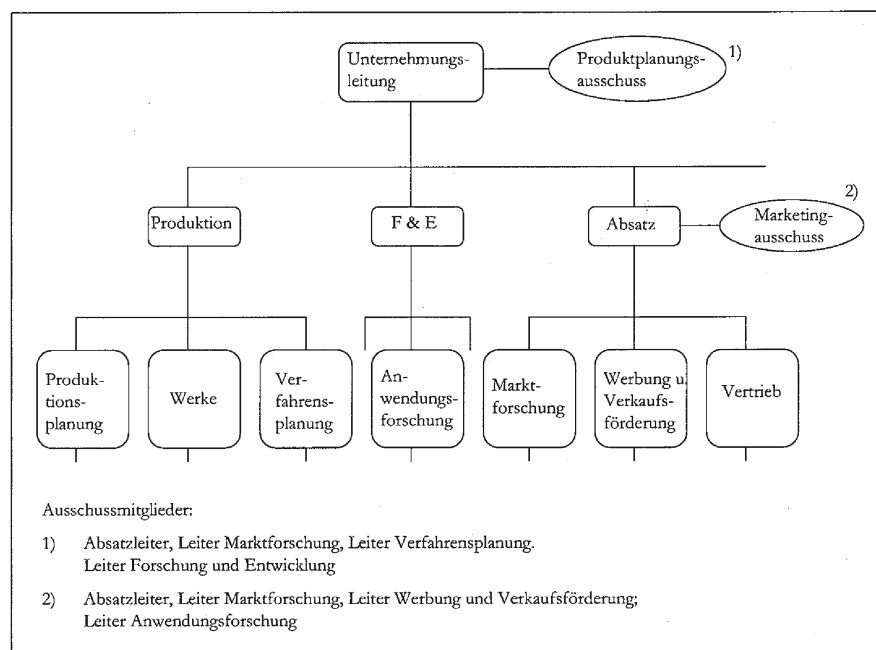 Unternehmungs-
leitung
Produktplanungs-
ausschuss
1)
Produktion
F & E
Absatz
Marketing-
ausschuss
2)
Produk-
tions-
planung
Werke
Ver-
fahrens-
planung
An-
wendungs-
forschung
Markt-
forschung
Werbung u.
Verkaufs-
förderung
Vertrieb
Ausschussmitglieder:
1) Absatzleiter, Leiter Marktforschung, Leiter Verfahrensplanung.
Leiter Forschung und Entwicklung
2) Absatzleiter, Leiter Marktforschung, Leiter Werbung und Verkaufsförderung;
Leiter Anwendungsforschung